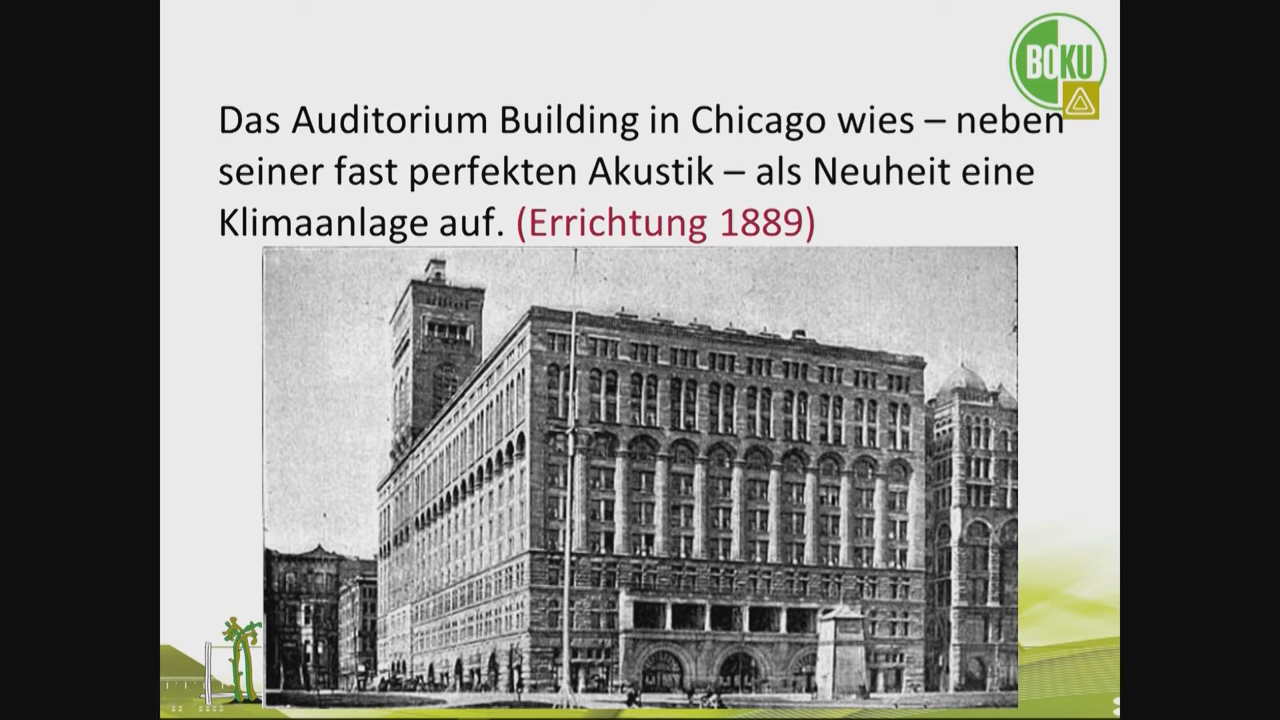 BOKU
Das Auditorium Building in Chicago wies – neben
seiner fast perfekten Akustik – als Neuheit eine
Klimaanlage auf. (Errichtung 1889)